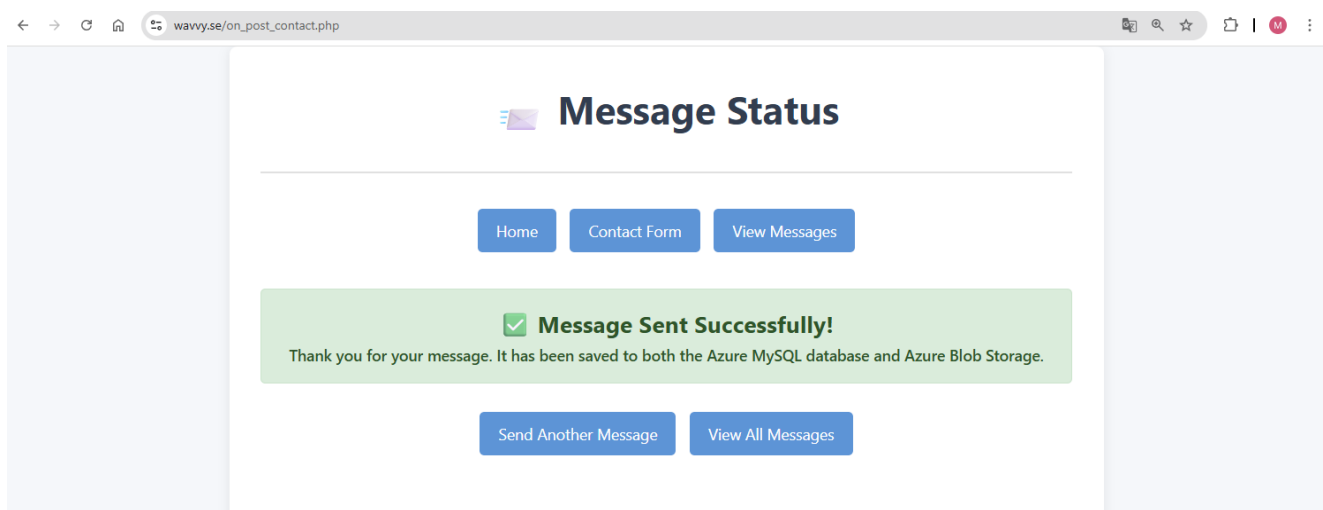 wavvy.se/on_post_contact.php
M
Message Status
Home Contact Form View Messages
Message Sent Successfully!
Thank you for your message. It has been saved to both the Azure MySQL database and Azure Blob Storage.
Send Another Message View All Messages